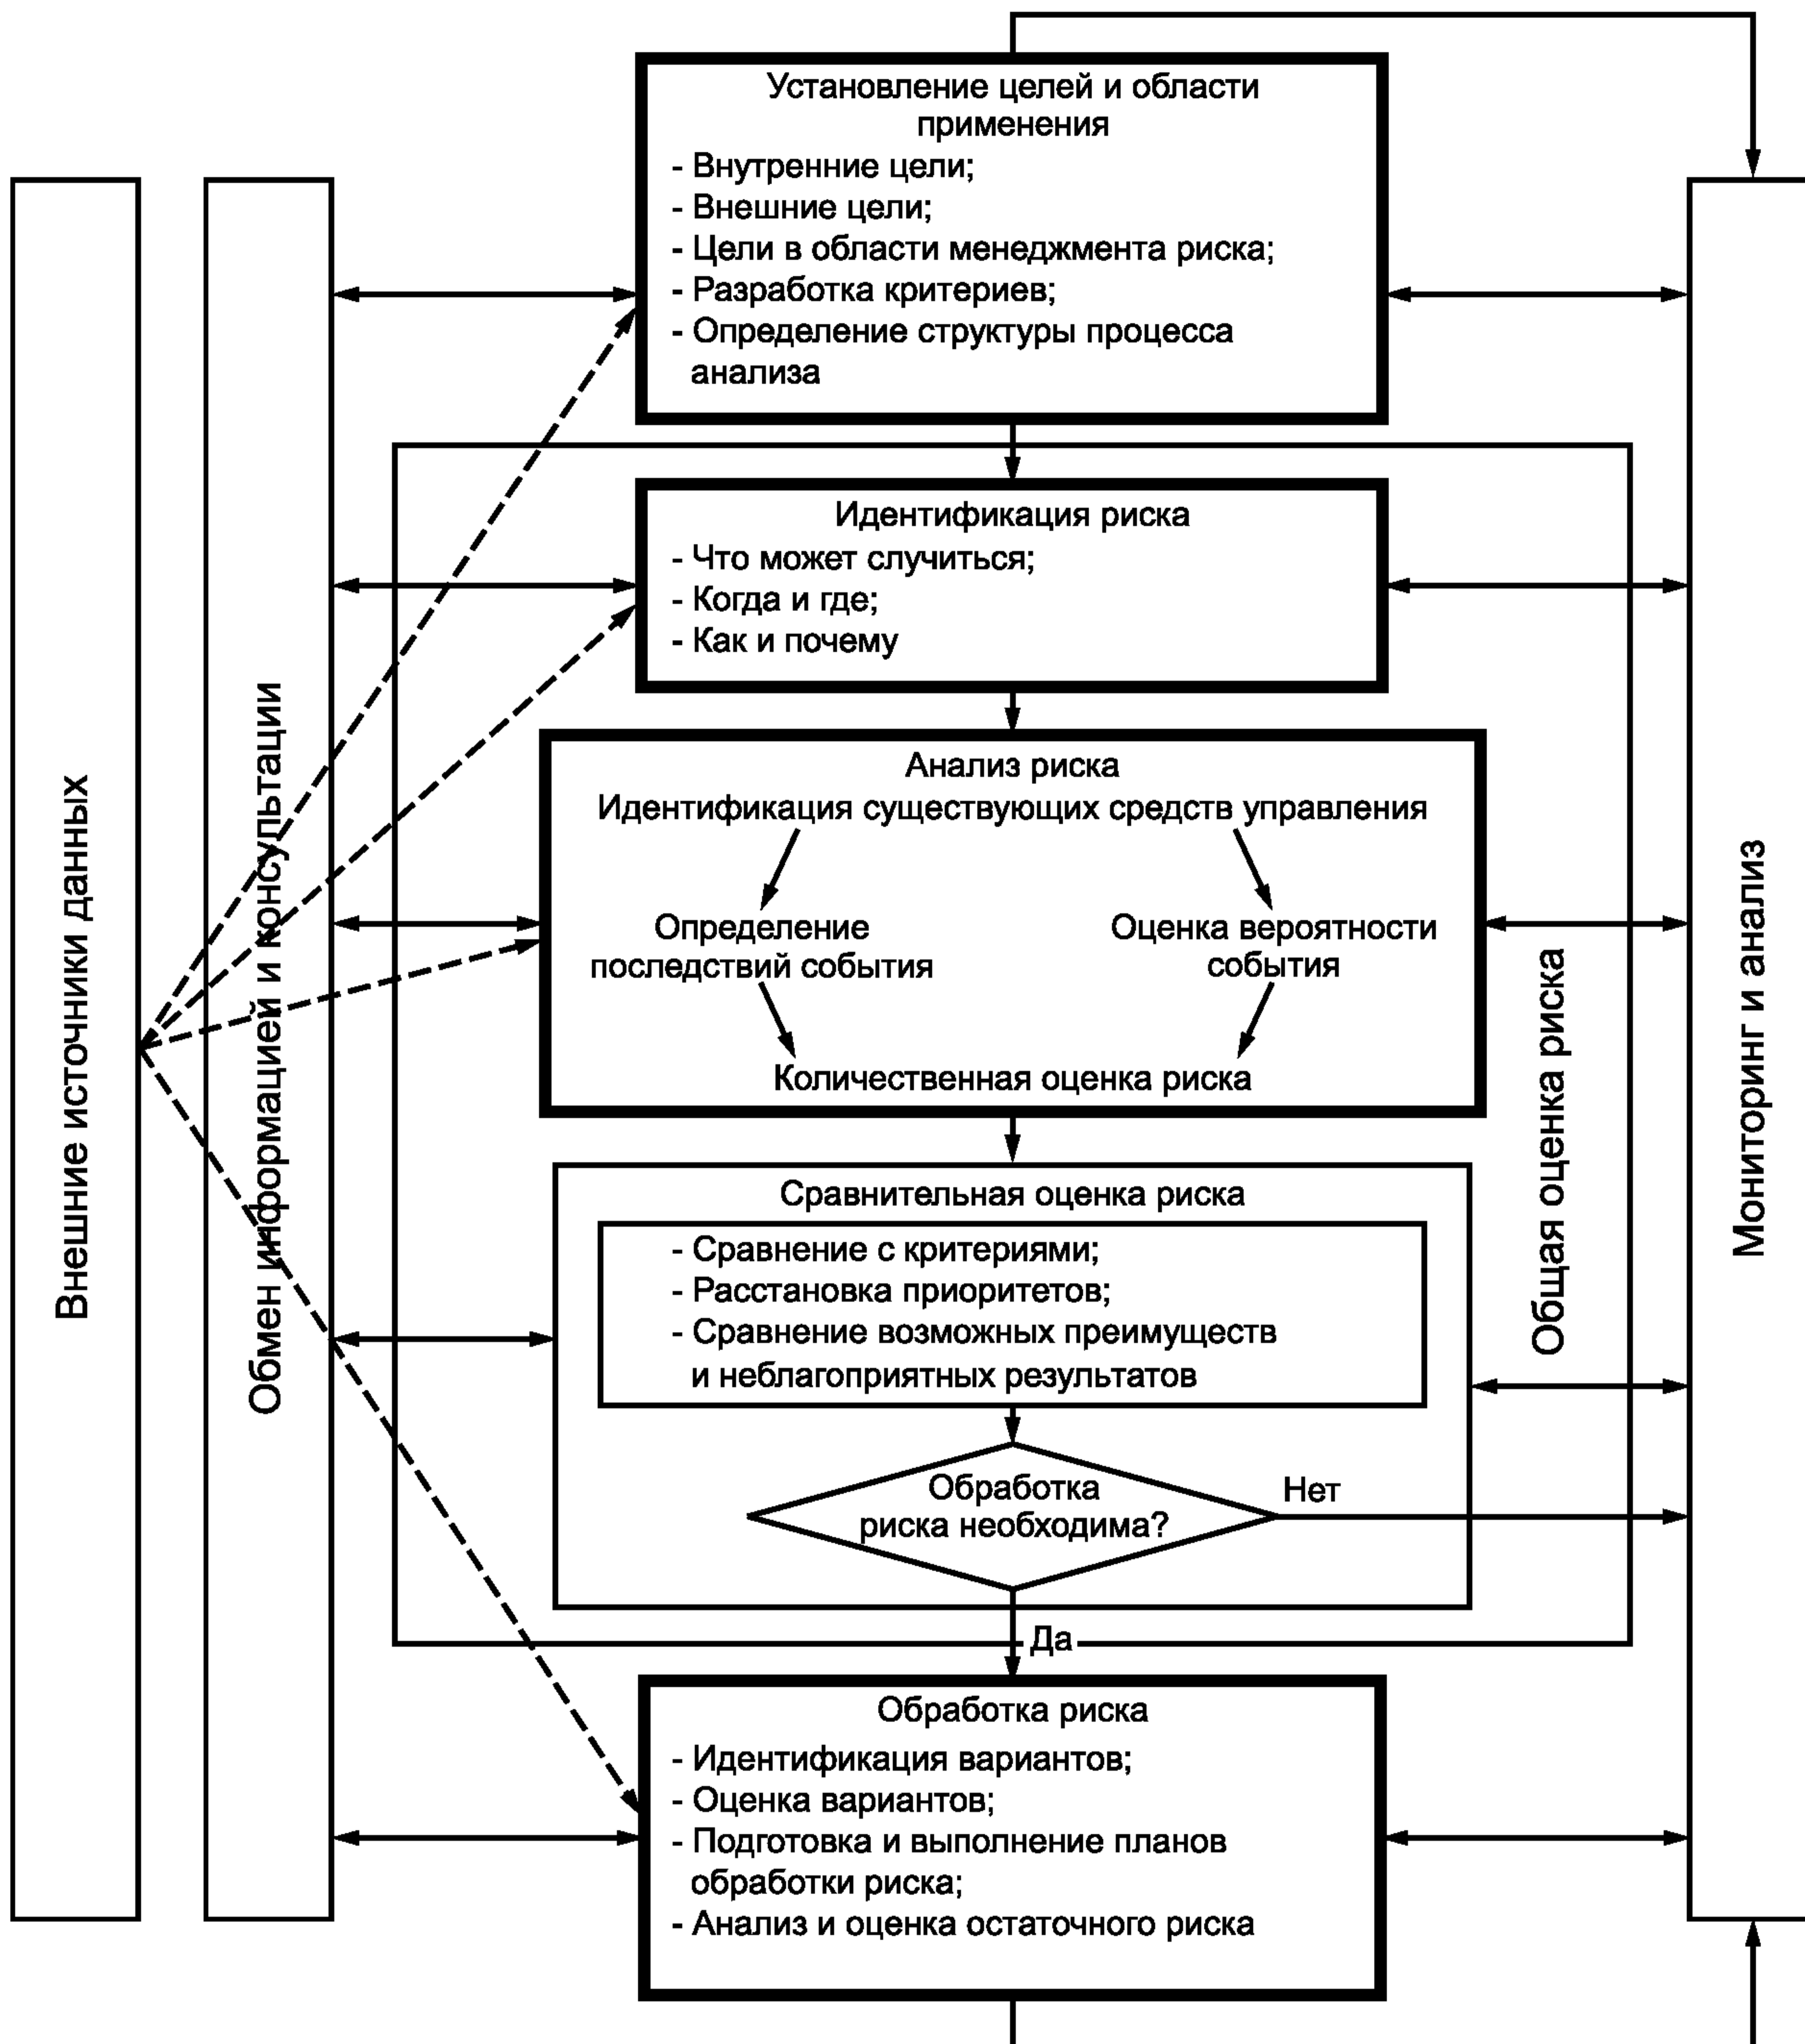 Установление целей и области
применения
- Внутренние цели;
- Внешние цели;
- Цели в области менеджмента риска;
- Разработка критериев;
- Определение структуры процесса
анализа
Идентификация риска
- Что может случиться;
- Когда и где;
- Как и почему
Анализ риска
Идентификация существующих средств управления
Определение
последствий события
Оценка вероятности
события
Количественная оценка риска
Сравнительная оценка риска
- Сравнение с критериями;
- Расстановка приоритетов;
- Сравнение возможных преимуществ
и неблагоприятных результатов
Обработка
риска необходима?
Нет
Да
Обработка риска
- Идентификация вариантов;
- Оценка вариантов;
- Подготовка и выполнение планов
обработки риска;
- Анализ и оценка остаточного риска
Внешние источники данных
Обмен информацией и консультации
Общая оценка риска
Мониторинг и анализ